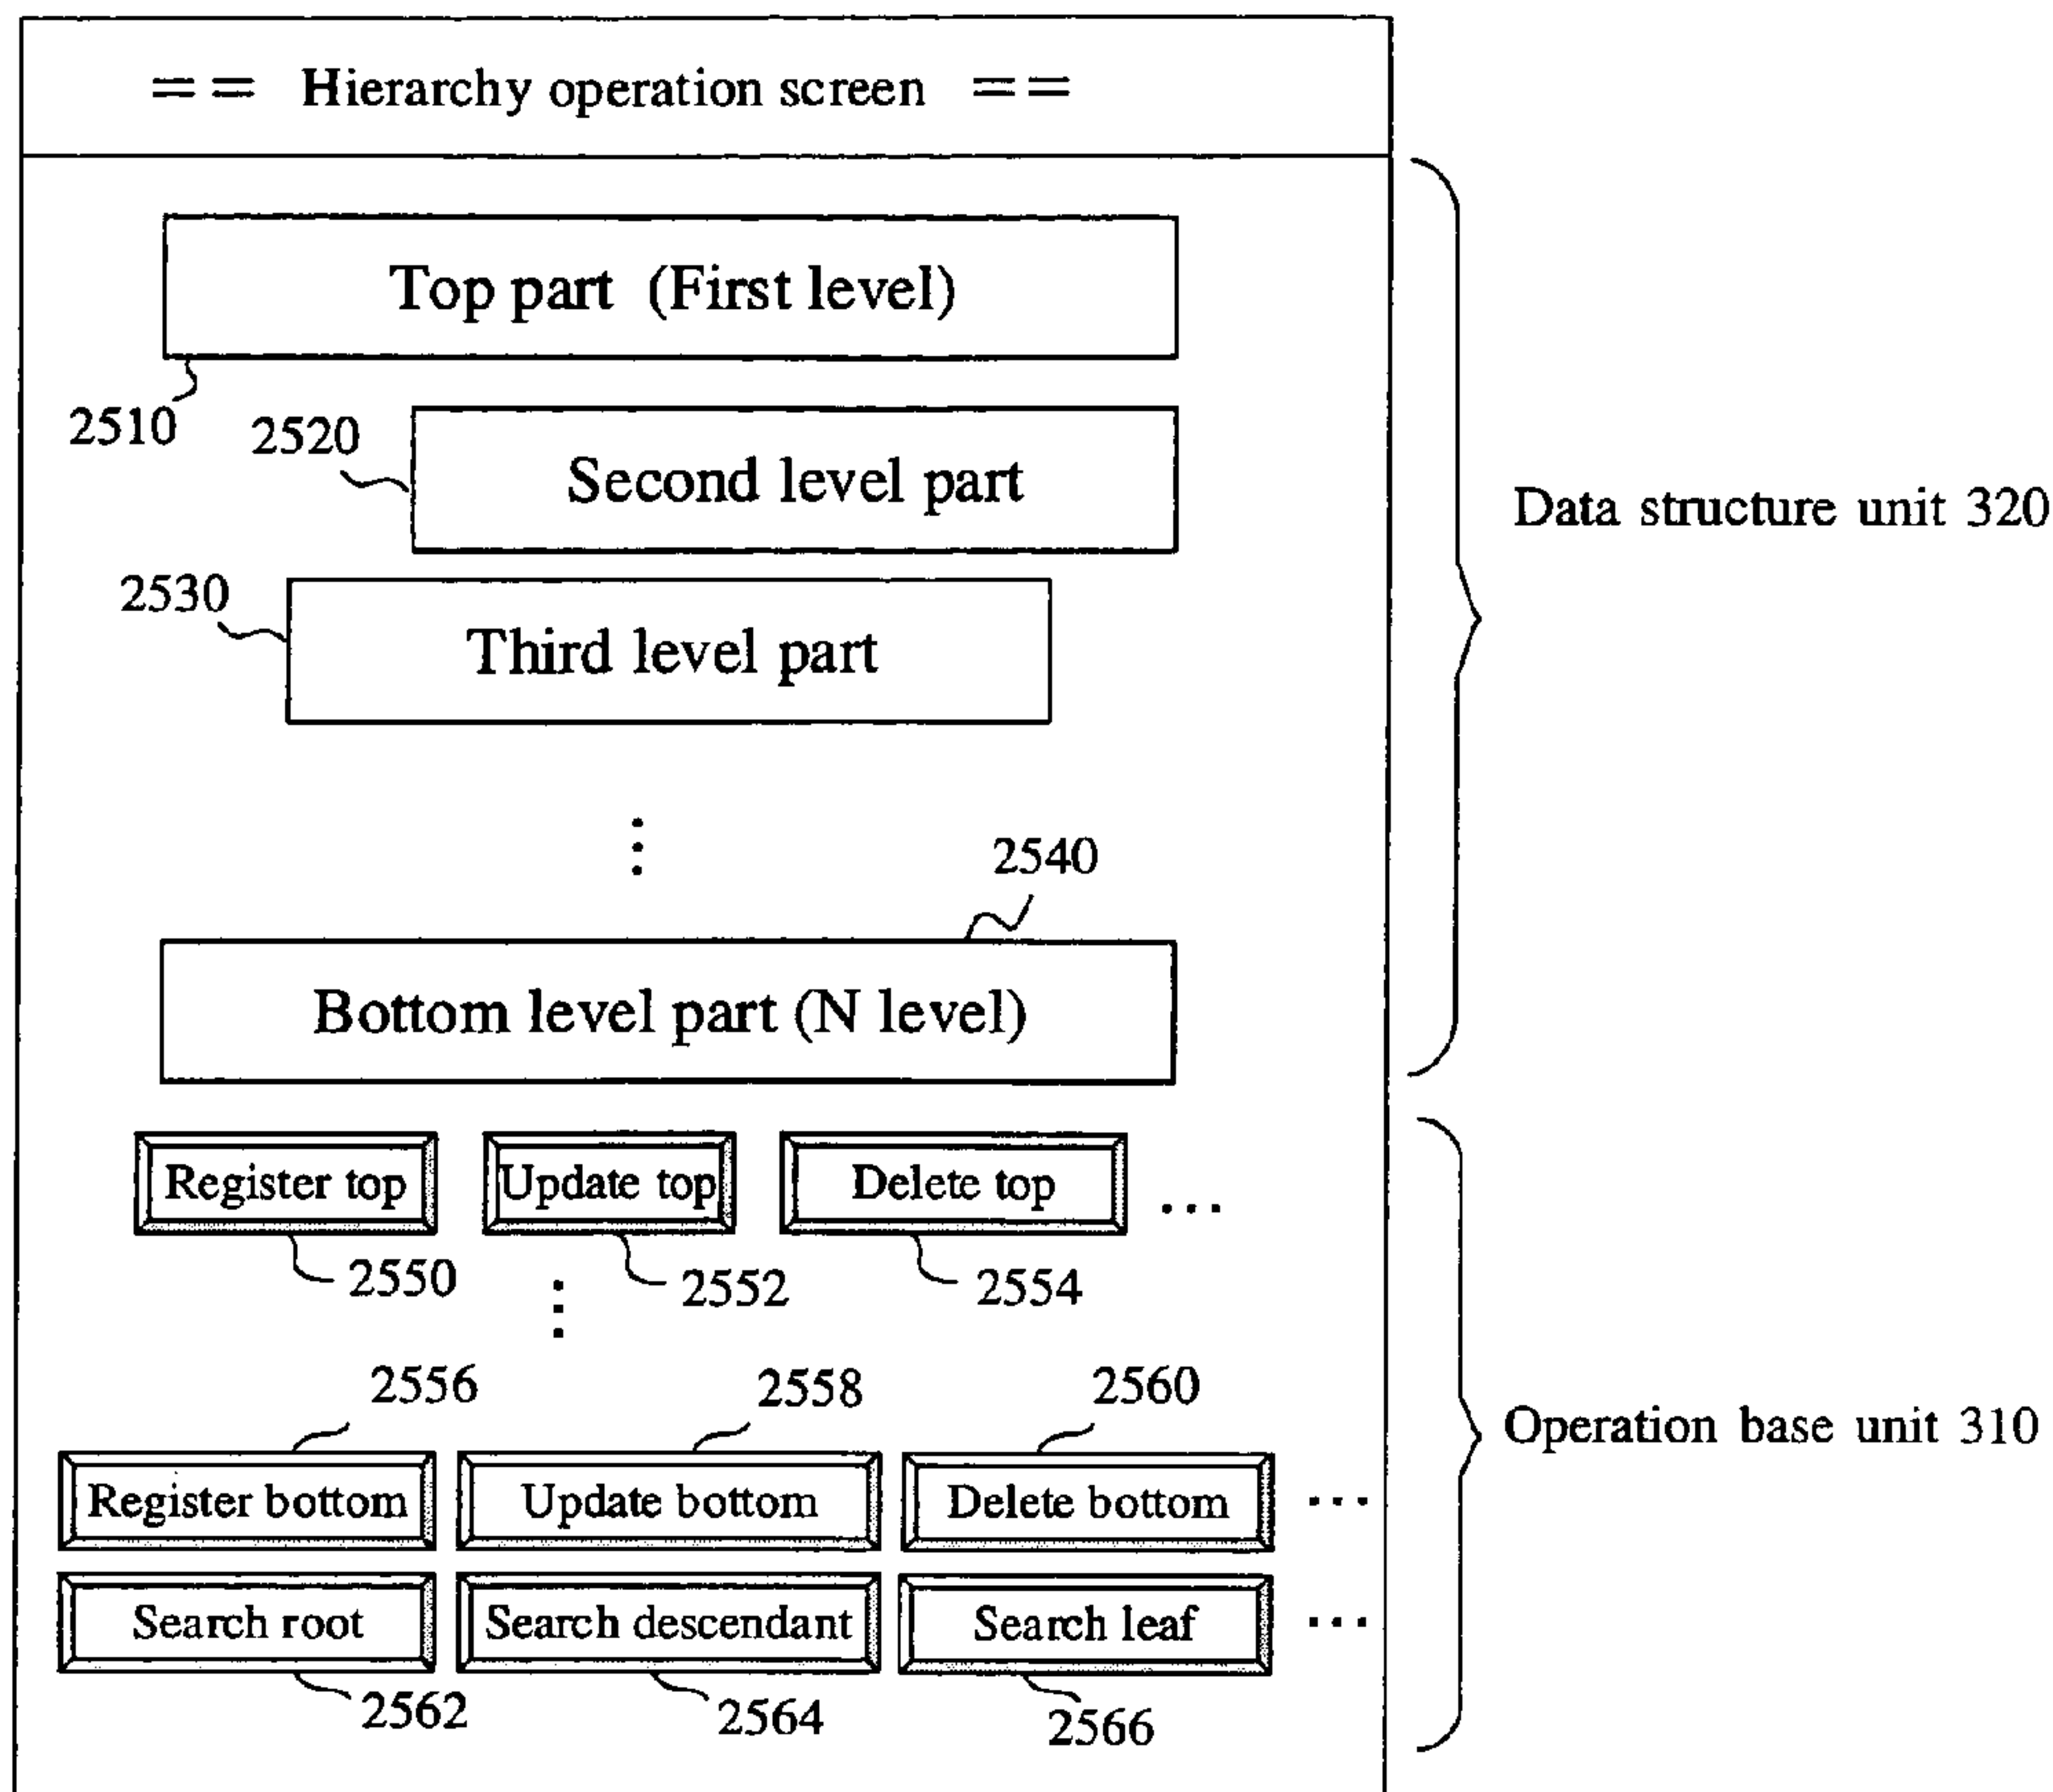 == Hierarchy operation screen ==
Top part (First level)
2510
2520
Second level part
Data structure unit 320
2530
Third level part
⋮
2540
Bottom level part (N level)
Register top Update top Delete top ...
2550 2552 2554
⋮
2556 2558 2560
Operation base unit 310
Register bottom Update bottom Delete bottom ...
Search root Search descendant Search leaf ...
2562 2564 2566